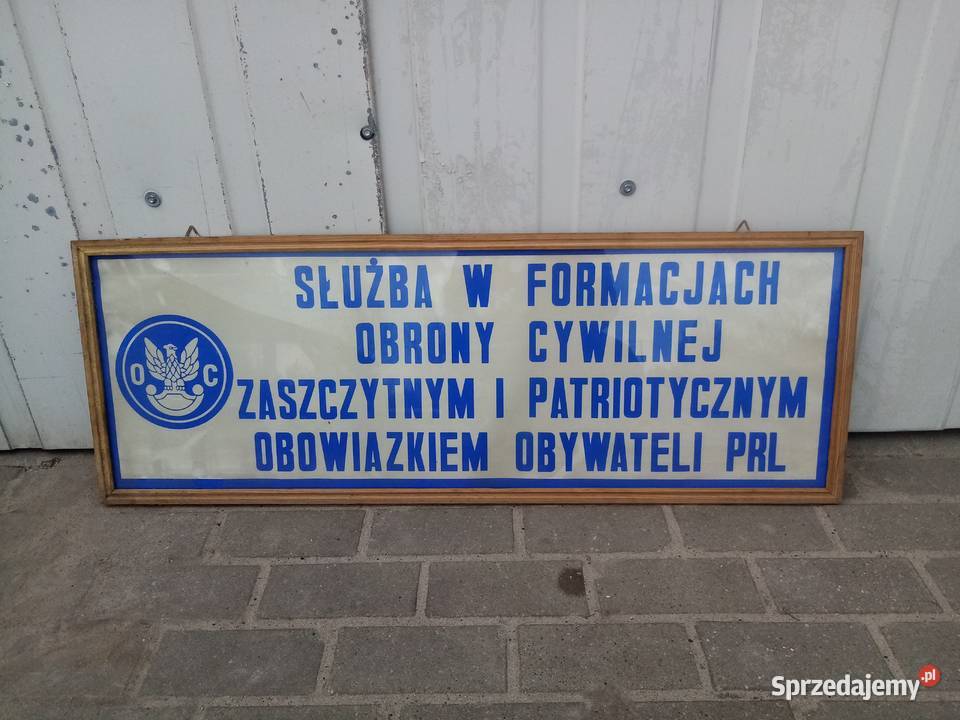 SŁUŻBA W FORMACJACH
OBRONY CYWILNEJ
O C
ZASZCZYTNYM I PATRIOTYCZNYM
OBOWIAZKIEM OBYWATELI PRL
Sprzedajemy.pl